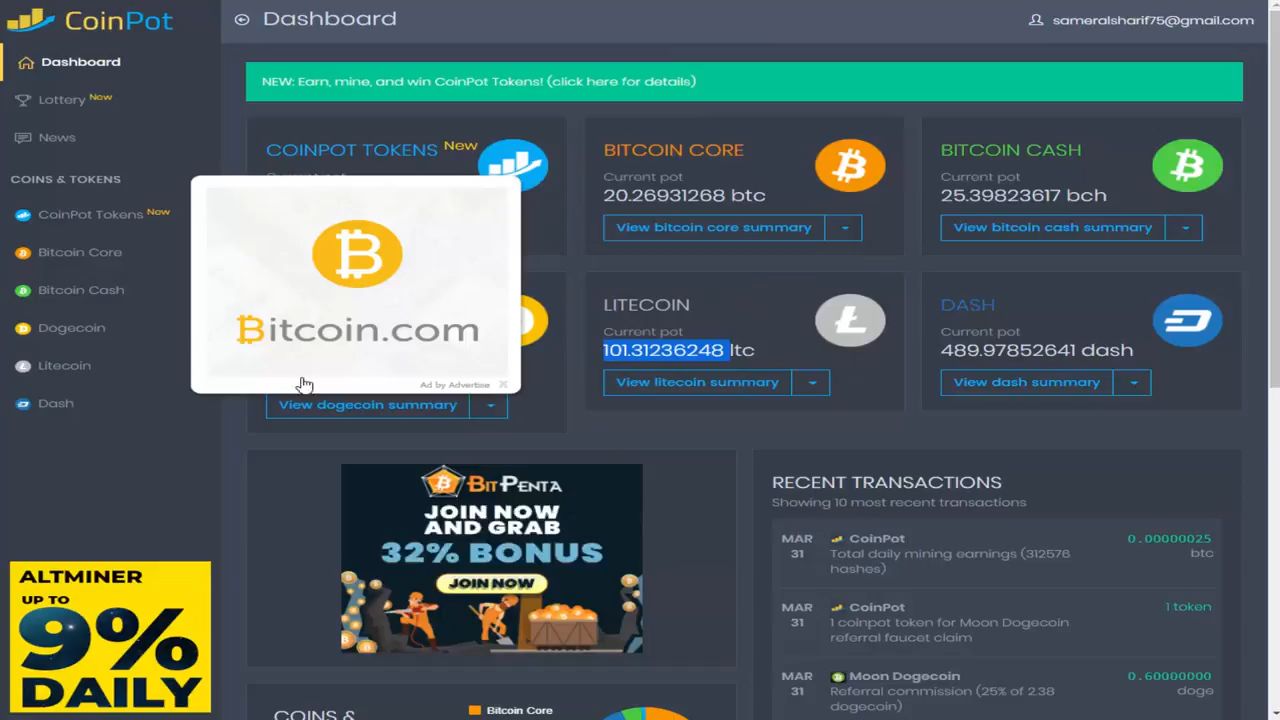 CoinPot
Dashboard
sameralsharif75@gmail.com
Dashboard
Lottery New
News
COINS & TOKENS
CoinPot Tokens New
Bitcoin Core
Bitcoin Cash
Dogecoin
Litecoin
Dash
NEW: Earn, mine, and win CoinPot Tokens! (click here for details)
COINPOT TOKENS New
BITCOIN CORE
Current pot
20.26931268 btc
View bitcoin core summary
BITCOIN CASH
Current pot
25.39823617 bch
View bitcoin cash summary
Bitcoin.com
Ad by Advertise
View dogecoin summary
LITECOIN
Current pot
101.31236248 ltc
View litecoin summary
DASH
Current pot
489.97852641 dash
View dash summary
BITPENTA
JOIN NOW
AND GRAB
32% BONUS
JOIN NOW
RECENT TRANSACTIONS
Showing 10 most recent transactions
MAR
31
CoinPot
Total daily mining earnings (312576
hashes)
0.00000025
btc
MAR
31
CoinPot
1 coinpot token for Moon Dogecoin
referral faucet claim
1 token
MAR
31
Moon Dogecoin
Referral commission (25% of 2.38
dogecoin)
0.60000000
doge
ALTMINER
UP TO
9%
DAILY
COINS &
Bitcoin Core